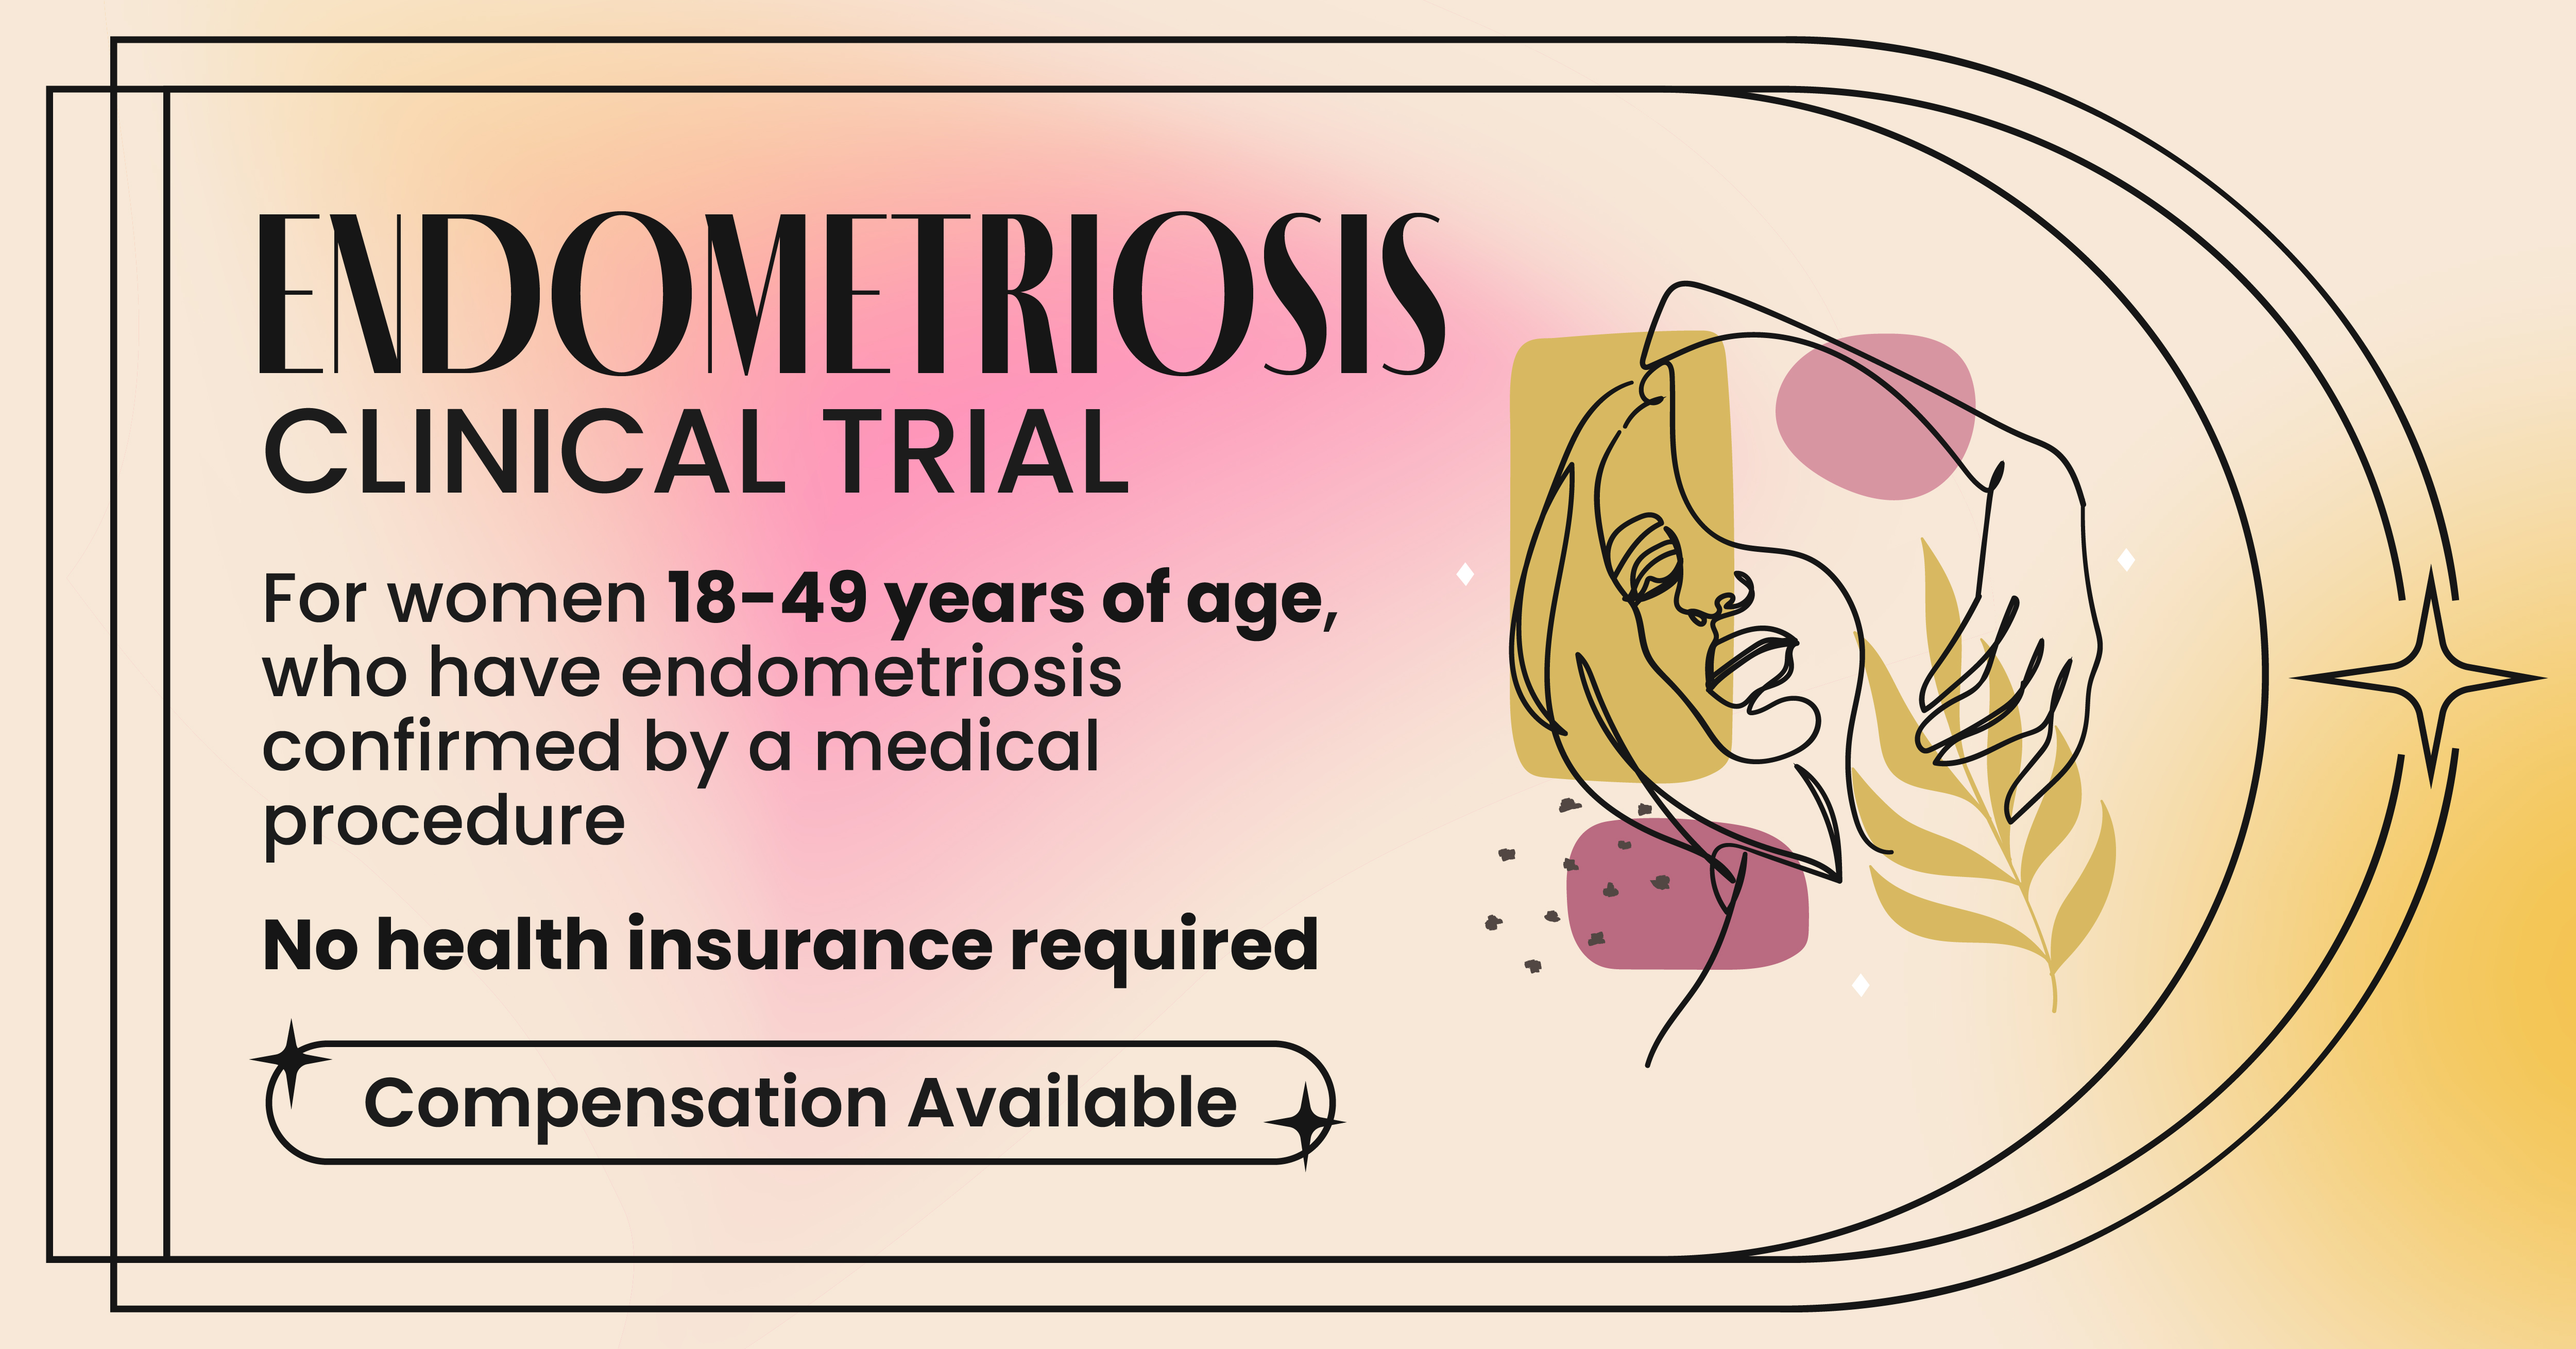 ENDOMETRIOSIS
CLINICAL TRIAL
For women 18-49 years of age,
who have endometriosis
confirmed by a medical
procedure
No health insurance required
Compensation Available